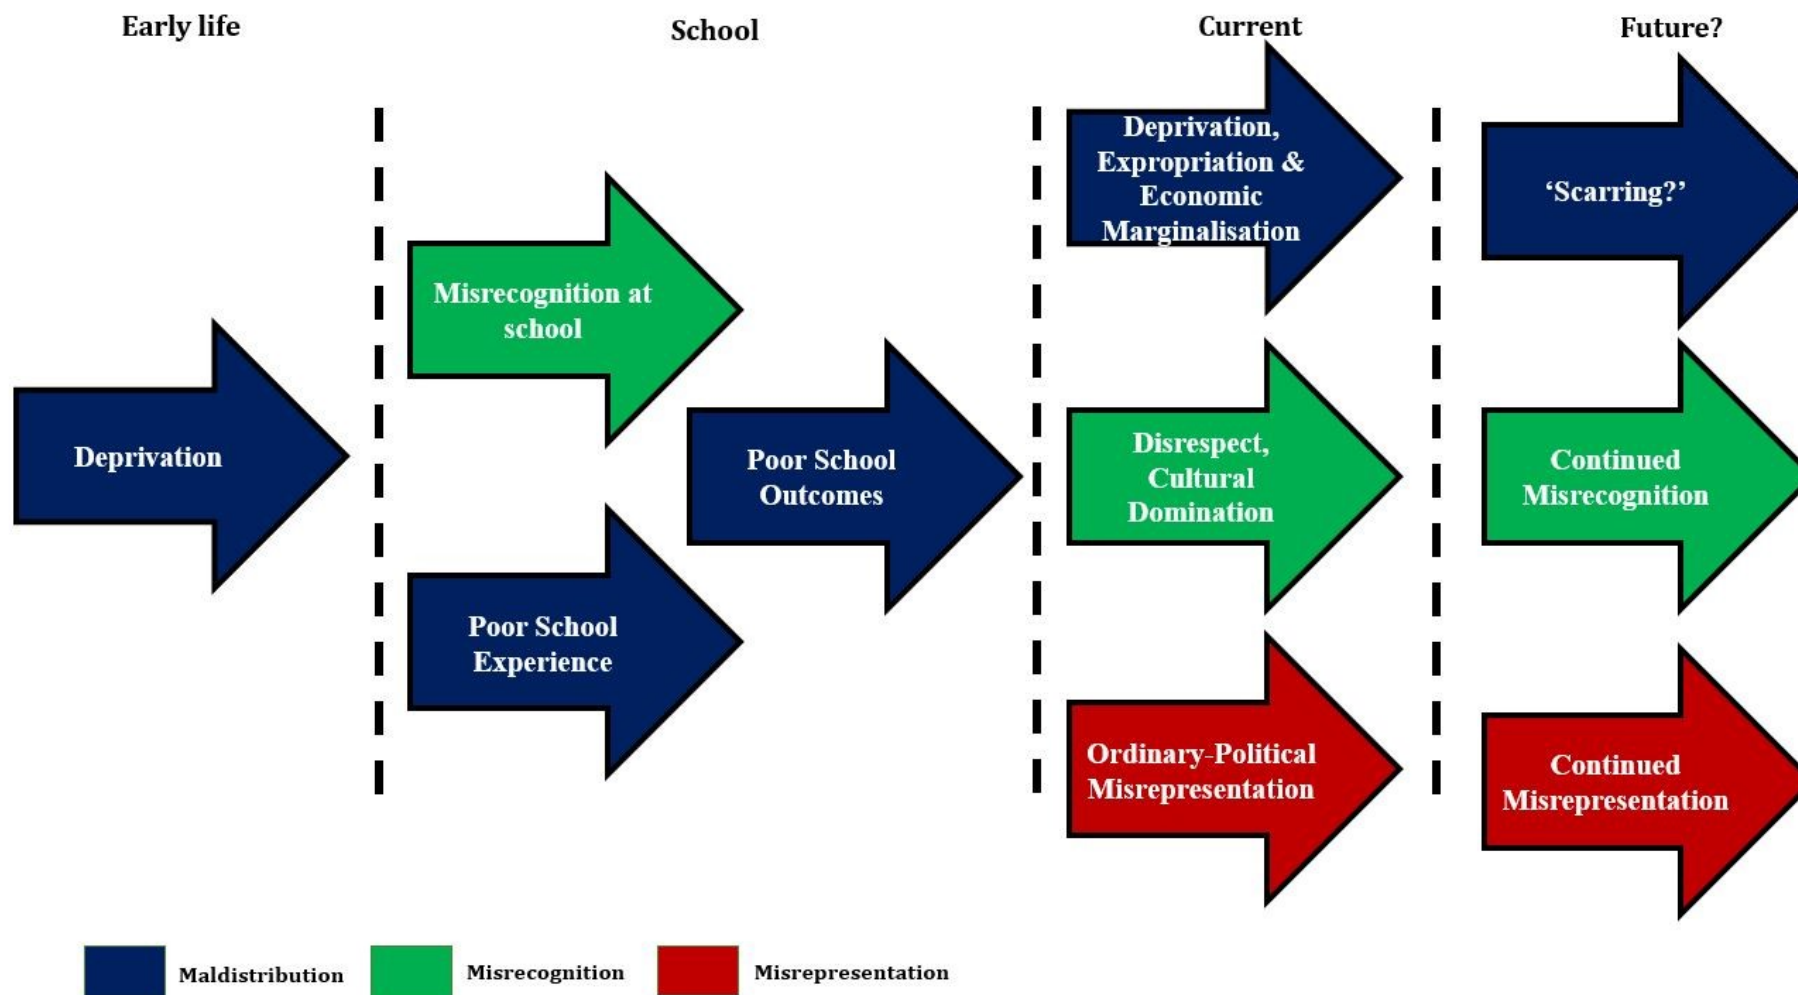 Early life
School
Current
Future?
Deprivation
Misrecognition at
school
Poor School
Experience
Poor School
Outcomes
Deprivation,
Expropriation &
Economic
Marginalisation
Disrespect,
Cultural
Domination
Ordinary-Political
Misrepresentation
‘Scarring?’
Continued
Misrecognition
Continued
Misrepresentation
Maldistribution
Misrecognition
Misrepresentation